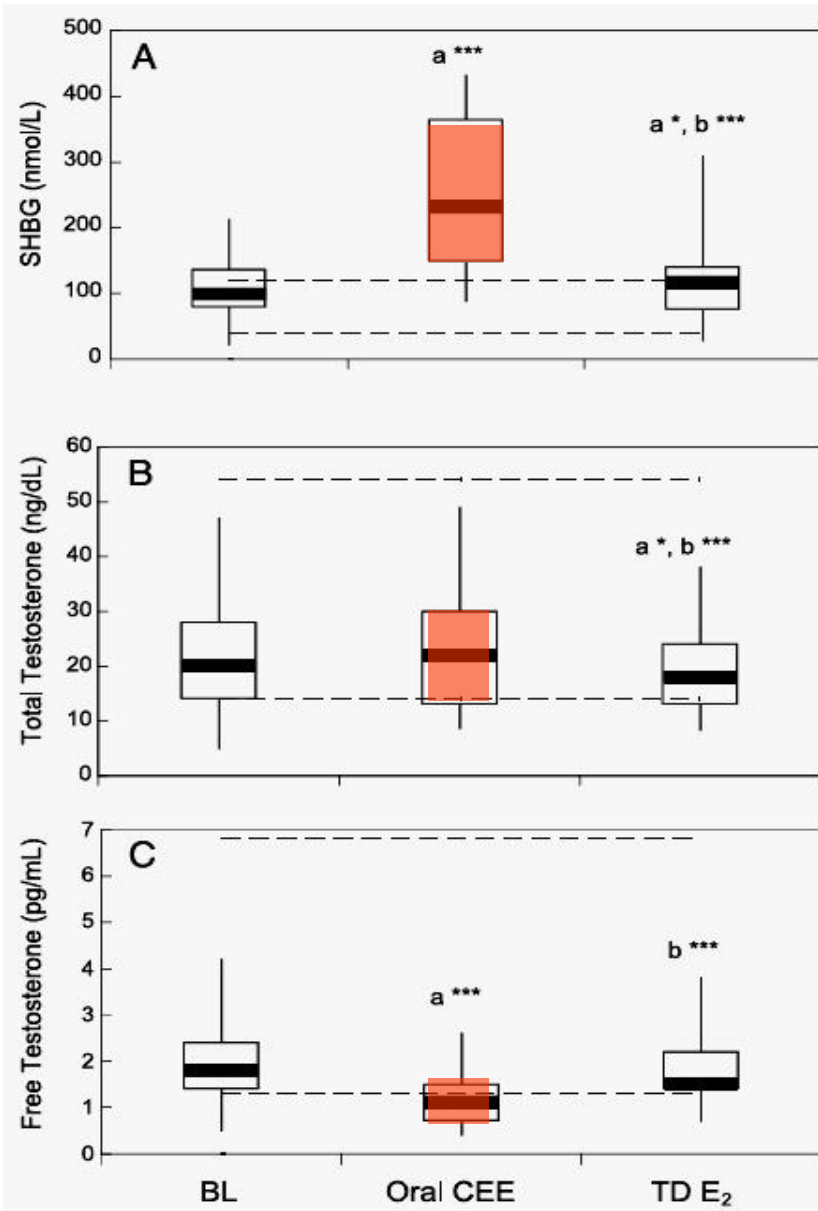 A
SHBG (nmol/L)
500
400
300
200
100
0
a ***
a *, b ***
B
Total Testosterone (ng/dL)
60
50
40
30
20
10
0
a *, b ***
C
Free Testosterone (pg/mL)
7
6
5
4
3
2
1
0
a ***
b ***
BL Oral CEE TD E₂